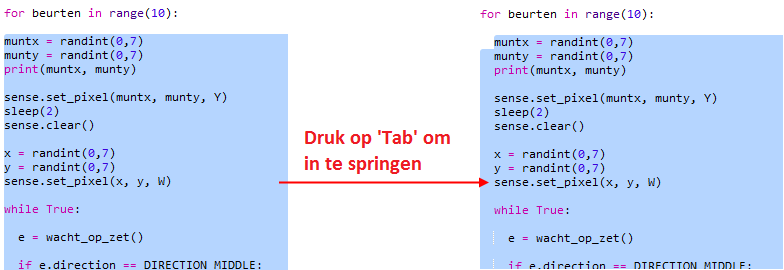 for beurten in range(10):
muntx = randint(0,7)
munty = randint(0,7)
print(muntx, munty)
sense.set_pixel(muntx, munty, Y)
sleep(2)
sense.clear()
x = randint(0,7)
y = randint(0,7)
sense.set_pixel(x, y, W)
while True:
e = wacht_op_zet()
if e.direction == DIRECTION_MIDDLE:
Druk op 'Tab' om
in te springen
for beurten in range(10):
muntx = randint(0,7)
munty = randint(0,7)
print(muntx, munty)
sense.set_pixel(muntx, munty, Y)
sleep(2)
sense.clear()
x = randint(0,7)
y = randint(0,7)
sense.set_pixel(x, y, W)
while True:
e = wacht_op_zet()
if e.direction == DIRECTION_MIDDLE: